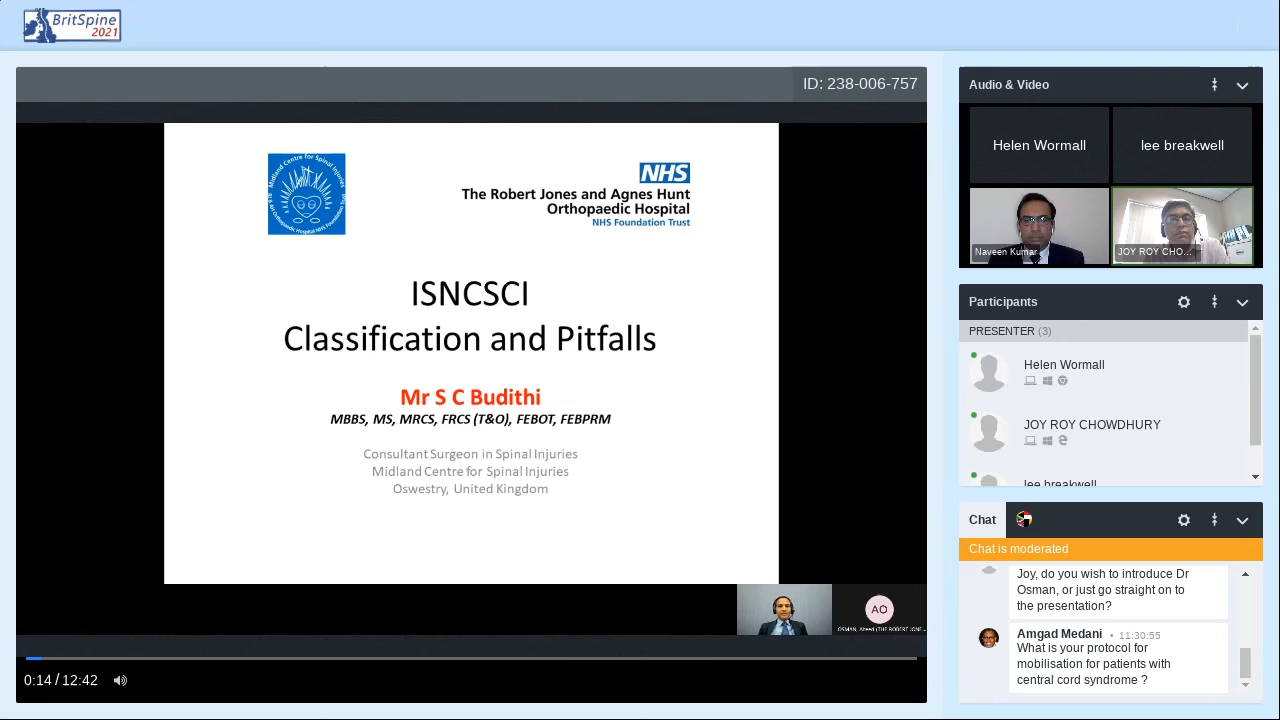 BritSpine
2021
ID: 238-006-757
Midland Centre for Spinal Injuries
NHS
The Robert Jones and Agnes Hunt
Orthopaedic Hospital
NHS Foundation Trust
ISNCSCI
Classification and Pitfalls
Mr S C Budithi
MBBS, MS, MRCS, FRCS (T&O), FEBOT, FEBPRM
Consultant Surgeon in Spinal Injuries
Midland Centre for Spinal Injuries
Oswestry, United Kingdom
AO
0:14 / 12:42
Audio & Video
Helen Wormall
lee breakwell
Naveen Kumar
JOY ROY CHO...
Participants
PRESENTER (3)
Helen Wormall
JOY ROY CHOWDHURY
lee breakwell
Chat
Chat is moderated
Joy, do you wish to introduce Dr
Osman, or just go straight on to
the presentation?
Amgad Medani • 11:30:55
What is your protocol for
mobilisation for patients with
central cord syndrome ?